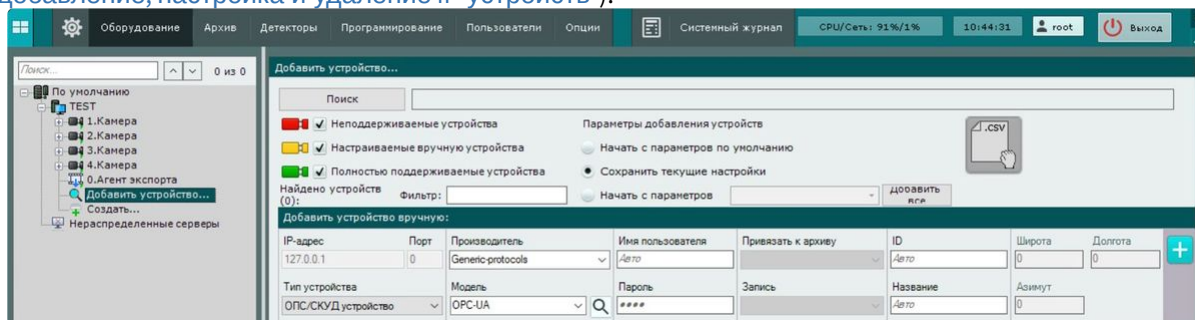 добавление, настройка и удаление IP-устройств").
Оборудование Архив Детекторы Программирование Пользователи Опции Системный журнал CPU/Сеть: 91%/1% 10:44:31 root Выход
Поиск... 0 из 0
По умолчанию
TEST
1.Камера
2.Камера
3.Камера
4.Камера
0.Агент экспорта
Добавить устройство...
Создать...
Нераспределенные серверы
Добавить устройство...
Поиск
Неподдерживаемые устройства Параметры добавления устройств .CSV
Настраиваемые вручную устройства Начать с параметров по умолчанию
Полностью поддерживаемые устройства Сохранить текущие настройки
Найдено устройств (0): Фильтр: Начать с параметров Добавить все
Добавить устройство вручную:
IP-адрес Порт Производитель Имя пользователя Привязать к архиву ID Широта Долгота
127.0.0.1 0 Generic-protocols Авто Авто 0 0
Тип устройства Модель Пароль Запись Название Азимут
ОПС/СКУД устройство OPC-UA **** Авто 0